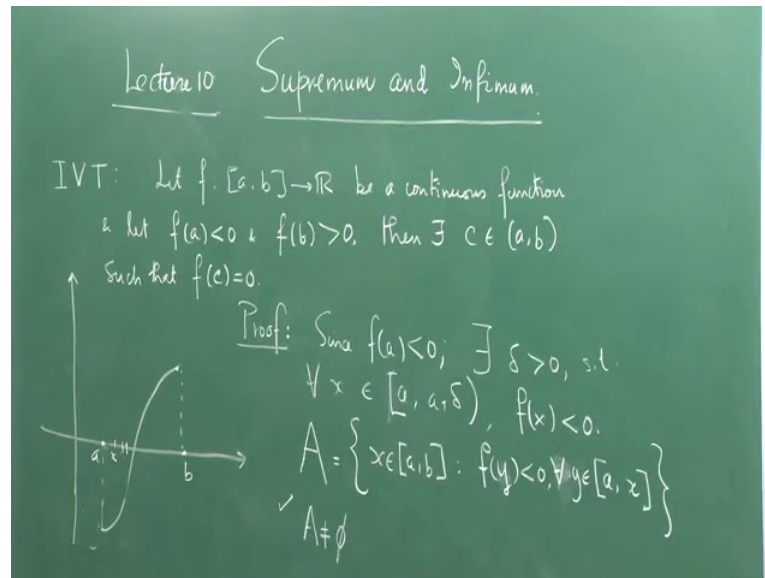 Lecture 10 Supremum and Infimum.
IVT: Let f: [a,b] → ℝ be a continuous function
& let f(a)<0 & f(b)>0, then ∃ c ∈ (a,b)
Such that f(c)=0.
Proof: Since f(a)<0; ∃ δ>0, s.t.
∀ x ∈ [a, a+δ), f(x)<0.
A = {x∈[a,b] : f(y)<0, ∀ y∈[a, x]}
✓ A≠ϕ
a x
b